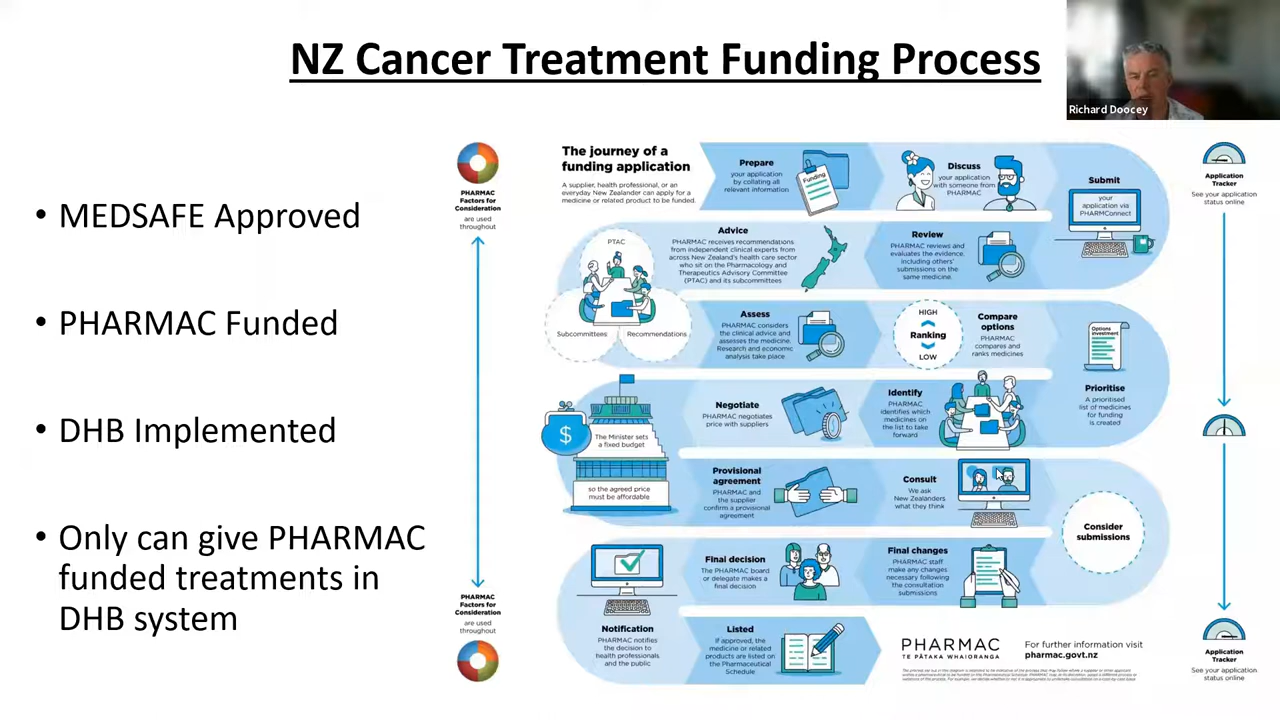 NZ Cancer Treatment Funding Process
Richard Doocey
• MEDSAFE Approved
• PHARMAC Funded
• DHB Implemented
• Only can give PHARMAC
funded treatments in
DHB system
PHARMAC
Factors for
Consideration
are used
throughout
PHARMAC
Factors for
Consideration
are used
throughout
The journey of a
funding application
A supplier, health professional, or an
everyday New Zealander can apply for a
medicine or related product to be funded.
Prepare
your application
by collating all
relevant information
Funding
Discuss
your application
with someone from
PHARMAC
Submit
your
application via
PHARMConnect
Review
PHARMAC reviews and
evaluates the evidence,
including others'
submissions on the
same medicine.
Advice
PHARMAC receives recommendations
from independent clinical experts from
across New Zealand's health care sector
who sit on the Pharmacology and
Therapeutics Advisory Committee
(PTAC) and its subcommittees
PTAC
Subcommittees
Recommendations
Assess
PHARMAC considers
the clinical advice and
assesses the medicine.
Research and economic
analysis take place
HIGH
Ranking
LOW
Compare
options
PHARMAC
compares and
ranks medicines
Options
investment
Prioritise
A prioritised
list of medicines
for funding
is created
Identify
PHARMAC
identifies which
medicines on
the list to take
forward
Negotiate
PHARMAC negotiates
price with suppliers
$
The Minister sets
a fixed budget
so the agreed price
must be affordable
Provisional
agreement
PHARMAC and
the supplier
confirm a provisional
agreement
Consult
We ask
New Zealanders
what they think
Consider
submissions
Final changes
PHARMAC staff
make any changes
necessary following
the consultation
submissions
Final decision
The PHARMAC board
or delegate makes a
final decision
Notification
PHARMAC notifies
the decision to
health professionals
and the public
Listed
If approved, the
medicine or related
products are listed on
the Pharmaceutical
Schedule.
PHARMAC
TE PĀTAKA WHAIORANGA
For further information visit
pharmac.govt.nz
Application
Tracker
See your application
status online
Application
Tracker
See your application
status online